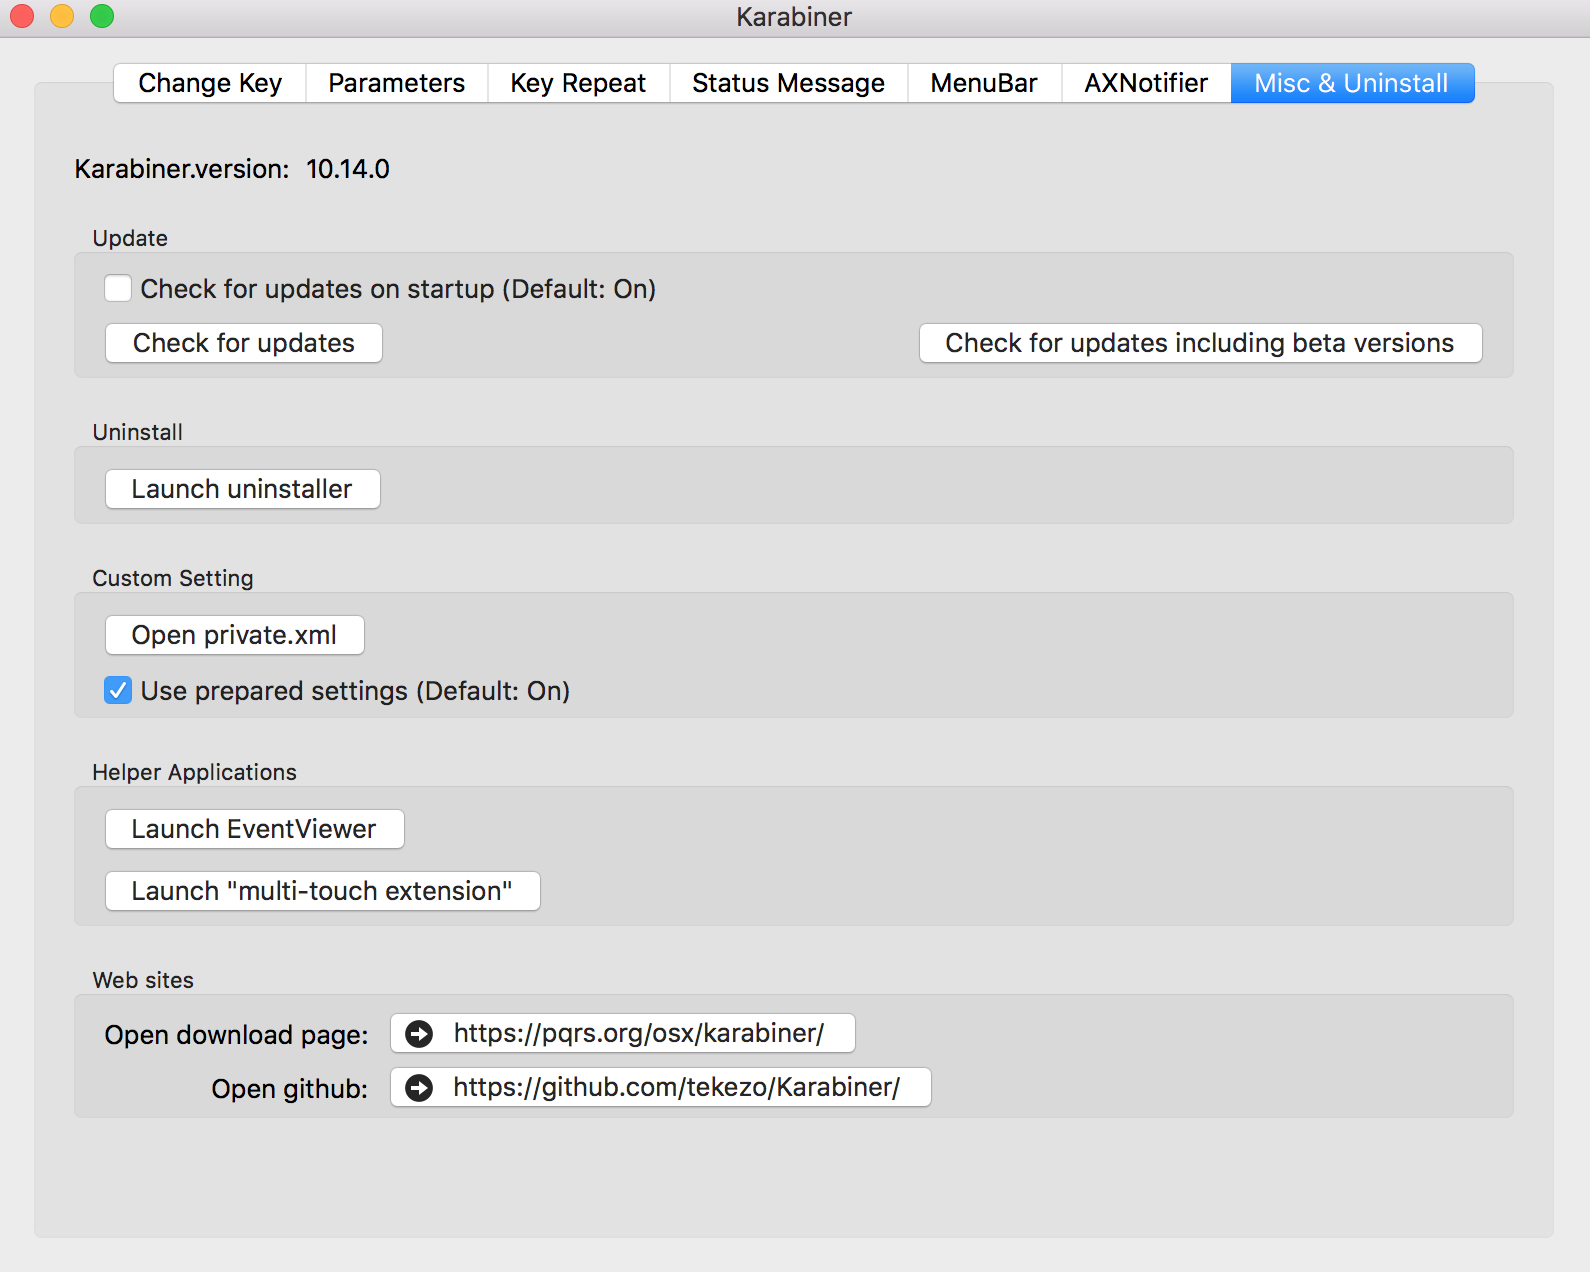 Karabiner
Change Key Parameters Key Repeat Status Message MenuBar AXNotifier Misc & Uninstall
Karabiner.version: 10.14.0
Update
Check for updates on startup (Default: On)
Check for updates Check for updates including beta versions
Uninstall
Launch uninstaller
Custom Setting
Open private.xml
Use prepared settings (Default: On)
Helper Applications
Launch EventViewer
Launch "multi-touch extension"
Web sites
Open download page: https://pqrs.org/osx/karabiner/
Open github: https://github.com/tekezo/Karabiner/